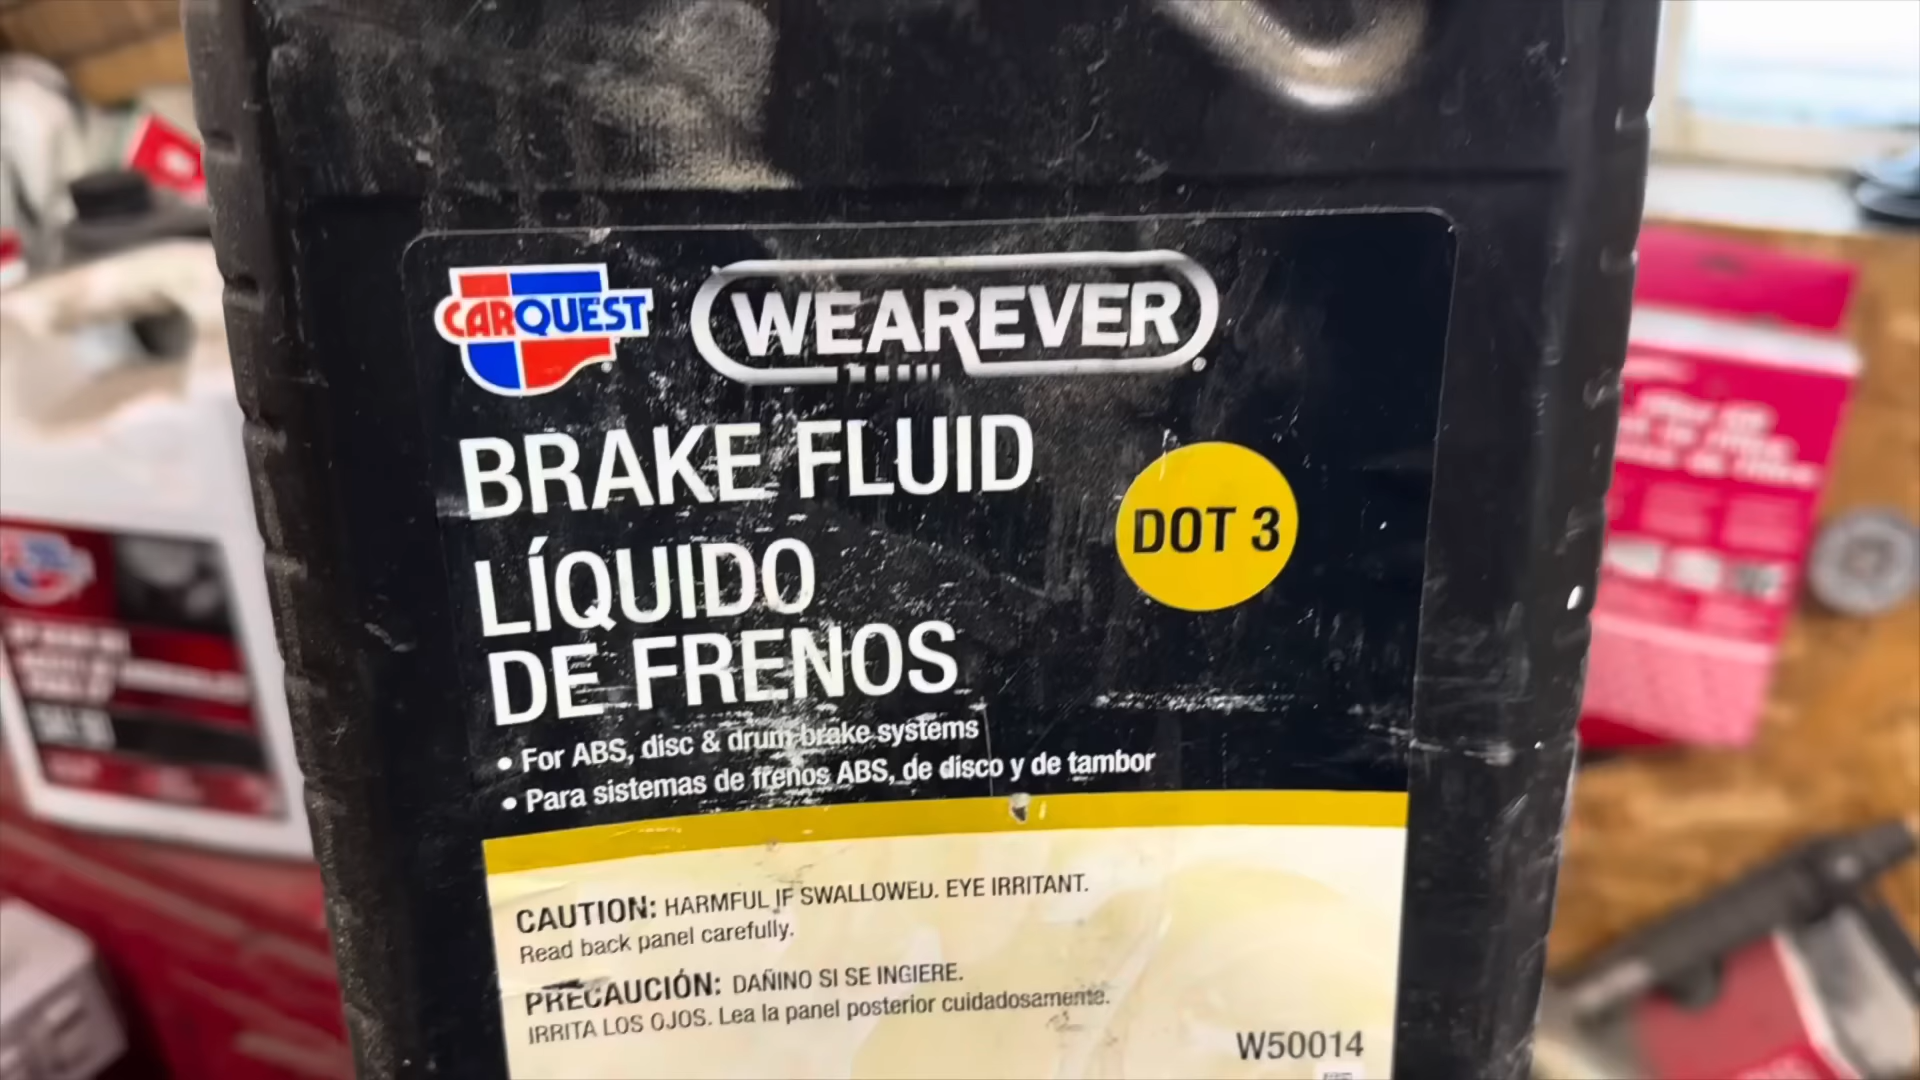 CARQUEST
WEAREVER
BRAKE FLUID
DOT 3
LÍQUIDO
DE FRENOS
• For ABS, disc & drum brake systems
• Para sistemas de frenos ABS, de disco y de tambor
CAUTION: HARMFUL IF SWALLOWED. EYE IRRITANT.
Read back panel carefully.
PRECAUCIÓN: DAÑINO SI SE INGIERE.
IRRITA LOS OJOS. Lea la panel posterior cuidadosamente.
W50014